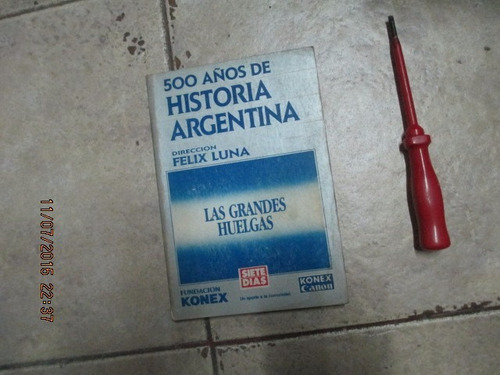 500 AÑOS DE
HISTORIA
ARGENTINA
DIRECCION
FELIX LUNA
LAS GRANDES
HUELGAS
SIETE
DIAS
FUNDACION
KONEX
KONEX
Canon
11/07/2015 22:37